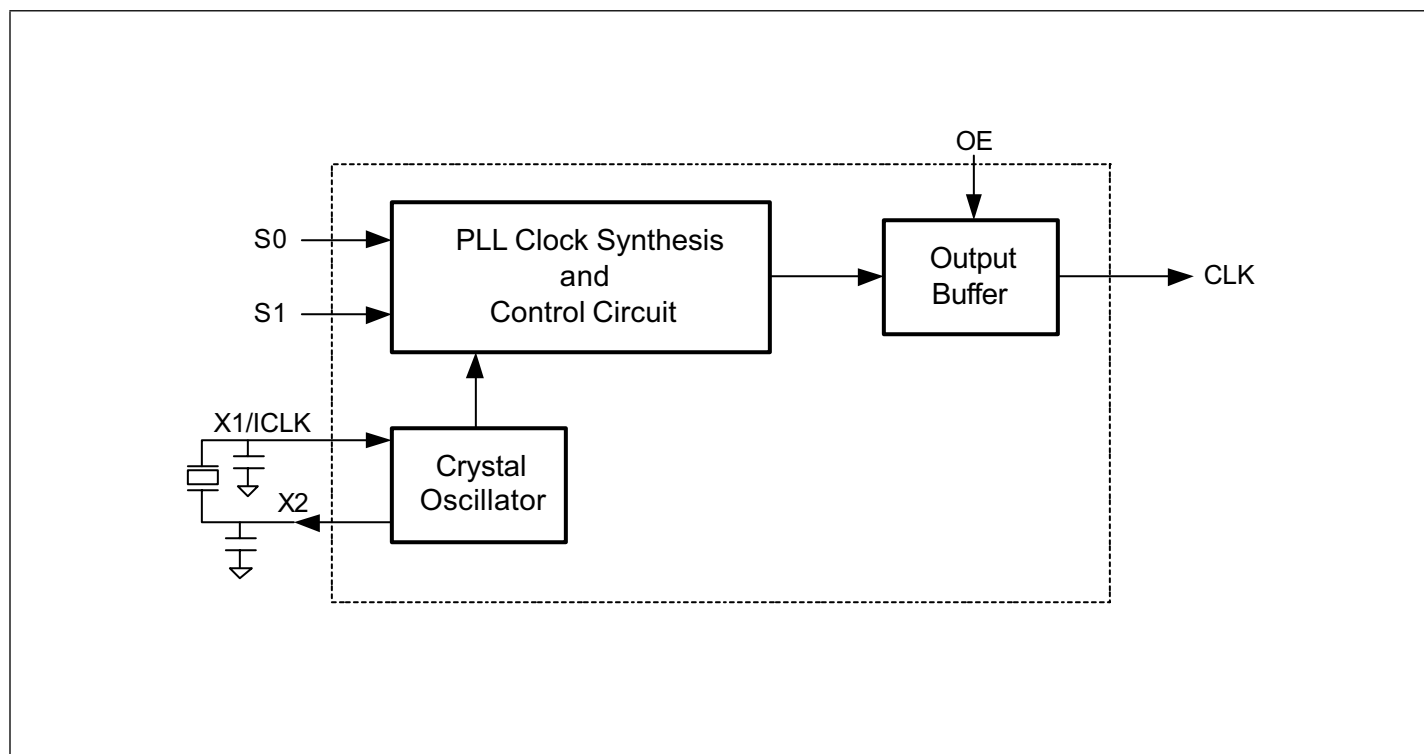 OE
S0
S1
PLL Clock Synthesis
and
Control Circuit
Output
Buffer
CLK
X1/ICLK
X2
Crystal
Oscillator